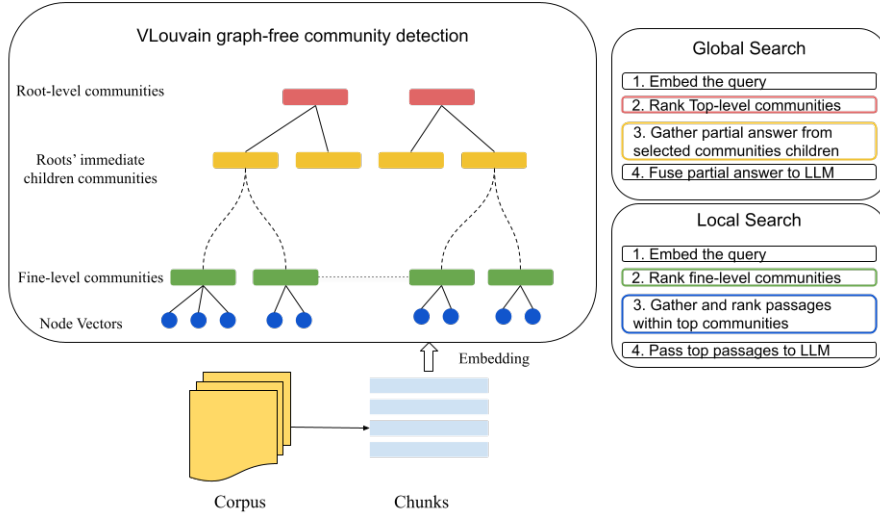 VLouvain graph-free community detection
Root-level communities
Roots' immediate
children communities
Fine-level communities
Node Vectors
Embedding
Corpus
Chunks
Global Search
1. Embed the query
2. Rank Top-level communities
3. Gather partial answer from
selected communities children
4. Fuse partial answer to LLM
Local Search
1. Embed the query
2. Rank fine-level communities
3. Gather and rank passages
within top communities
4. Pass top passages to LLM